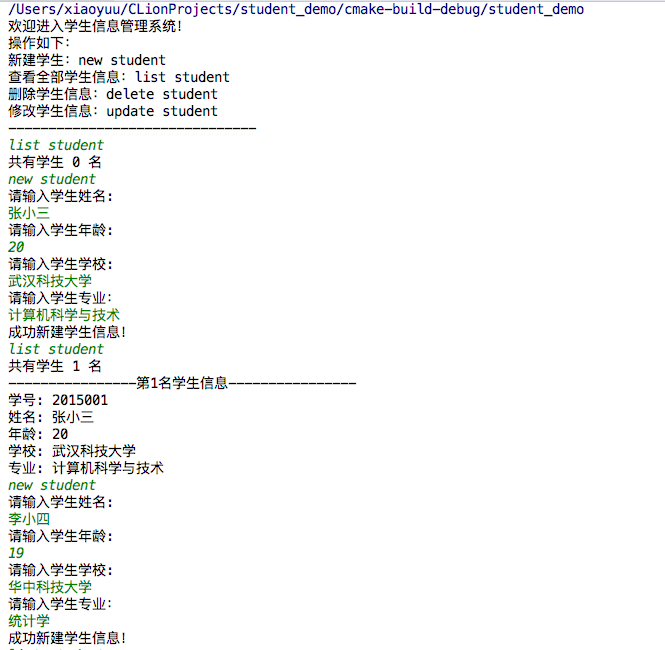 /Users/xiaoyuu/CLionProjects/student_demo/cmake-build-debug/student_demo
欢迎进入学生信息管理系统!
操作如下:
新建学生: new student
查看全部学生信息: list student
删除学生信息: delete student
修改学生信息: update student
-------------------------------
list student
共有学生 0 名
new student
请输入学生姓名:
张小三
请输入学生年龄:
20
请输入学生学校:
武汉科技大学
请输入学生专业:
计算机科学与技术
成功新建学生信息!
list student
共有学生 1 名
----------------第1名学生信息----------------
学号: 2015001
姓名: 张小三
年龄: 20
学校: 武汉科技大学
专业: 计算机科学与技术
new student
请输入学生姓名:
李小四
请输入学生年龄:
19
请输入学生学校:
华中科技大学
请输入学生专业:
统计学
成功新建学生信息!